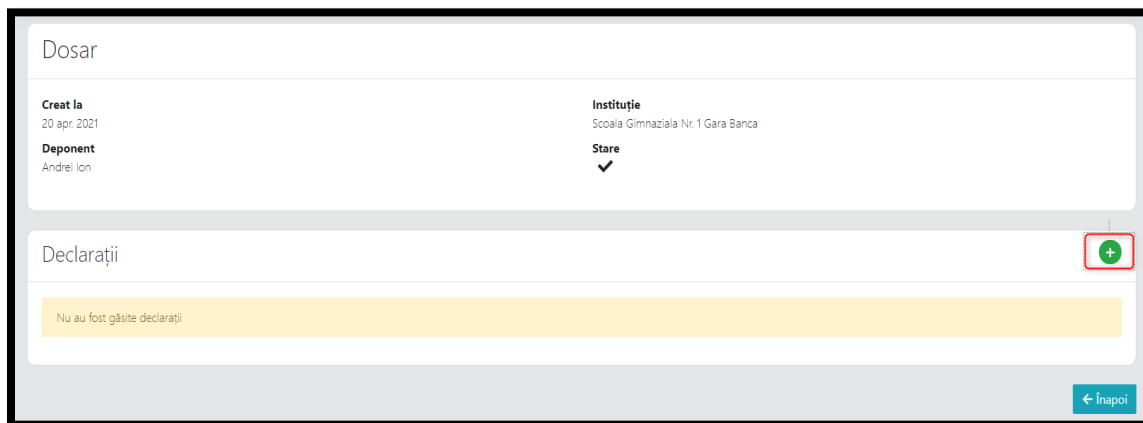 Dosar
Creat la
Instituție
20 apr. 2021
Scoala Gimnaziala Nr. 1 Gara Banca
Deponent
Stare
Andrei Ion
Declarații
Nu au fost găsite declarații
Înapoi